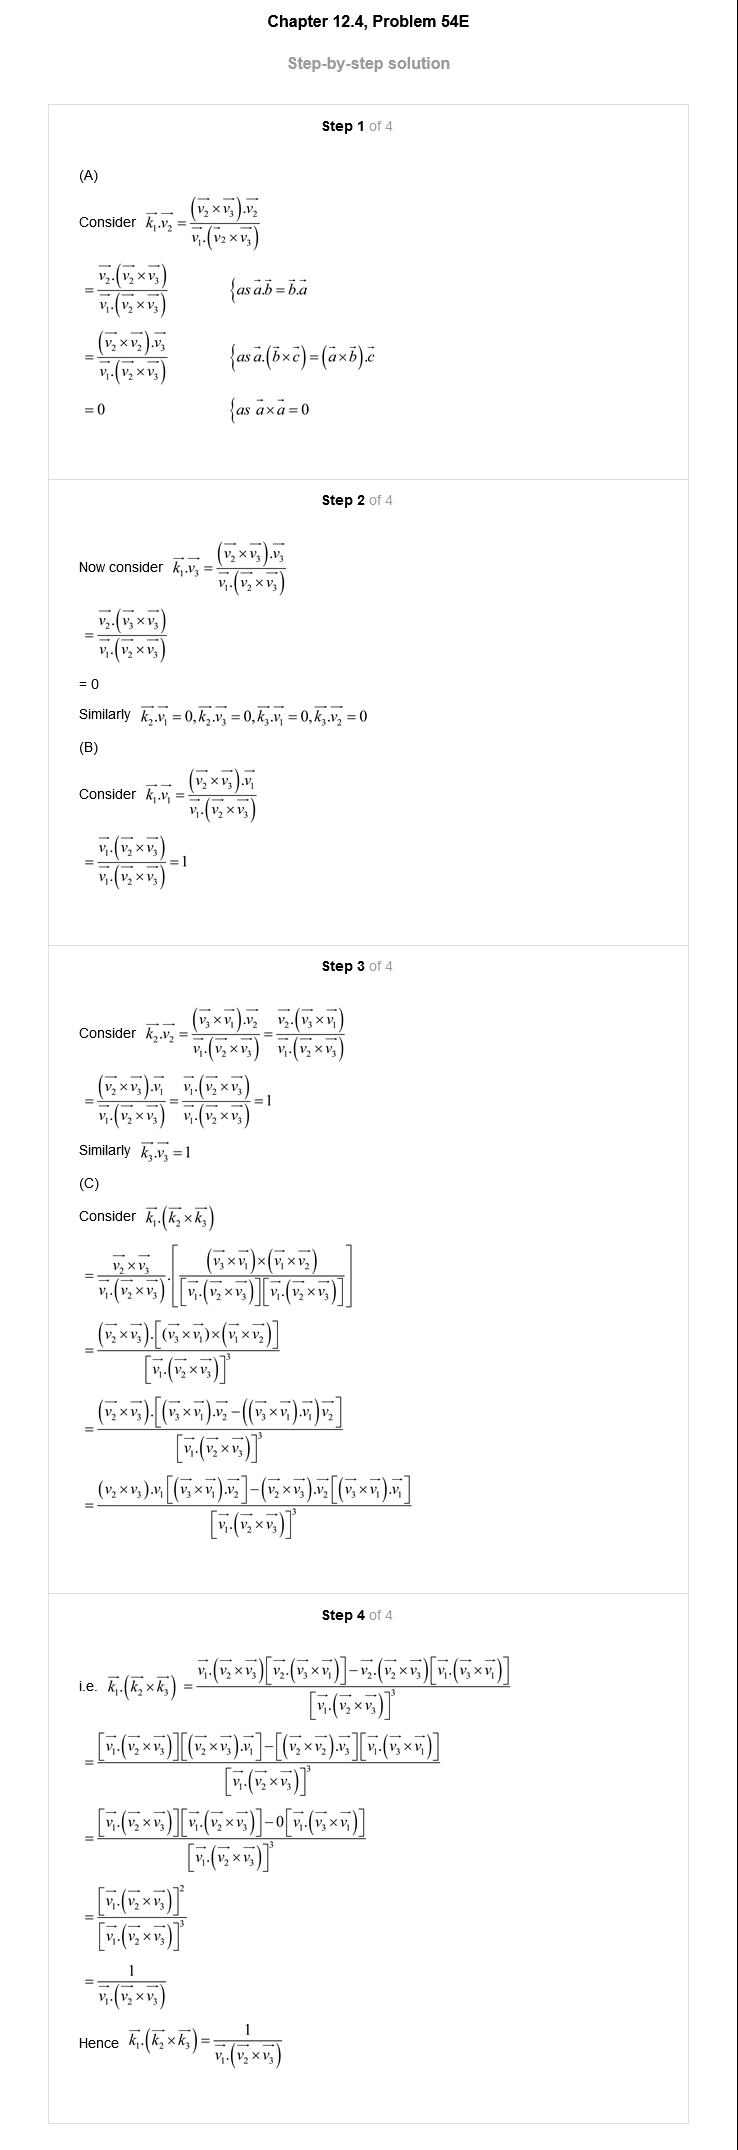 Chapter 12.4, Problem 54E
Step-by-step solution
Step 1 of 4
(A)
Consider $\vec{k_1}.\vec{v_2} = \frac{(\vec{v_2} \times \vec{v_3}).\vec{v_2}}{\vec{v_1}.(\vec{v_2} \times \vec{v_3})}$
$= \frac{\vec{v_2}.(\vec{v_2} \times \vec{v_3})}{\vec{v_1}.(\vec{v_2} \times \vec{v_3})}$ $\{as\ \vec{a}.\vec{b} = \vec{b}.\vec{a}$
$= \frac{(\vec{v_2} \times \vec{v_2}).\vec{v_3}}{\vec{v_1}.(\vec{v_2} \times \vec{v_3})}$ $\{as\ \vec{a}.(\vec{b} \times \vec{c}) = (\vec{a} \times \vec{b}).\vec{c}$
$= 0$ $\{as\ \vec{a} \times \vec{a} = 0$
Step 2 of 4
Now consider $\vec{k_1}.\vec{v_3} = \frac{(\vec{v_2} \times \vec{v_3}).\vec{v_3}}{\vec{v_1}.(\vec{v_2} \times \vec{v_3})}$
$= \frac{\vec{v_2}.(\vec{v_3} \times \vec{v_3})}{\vec{v_1}.(\vec{v_2} \times \vec{v_3})}$
= 0
Similarly $\vec{k_2}.\vec{v_1} = 0, \vec{k_2}.\vec{v_3} = 0, \vec{k_3}.\vec{v_1} = 0, \vec{k_3}.\vec{v_2} = 0$
(B)
Consider $\vec{k_1}.\vec{v_1} = \frac{(\vec{v_2} \times \vec{v_3}).\vec{v_1}}{\vec{v_1}.(\vec{v_2} \times \vec{v_3})}$
$= \frac{\vec{v_1}.(\vec{v_2} \times \vec{v_3})}{\vec{v_1}.(\vec{v_2} \times \vec{v_3})} = 1$
Step 3 of 4
Consider $\vec{k_2}.\vec{v_2} = \frac{(\vec{v_3} \times \vec{v_1}).\vec{v_2}}{\vec{v_1}.(\vec{v_2} \times \vec{v_3})} = \frac{\vec{v_2}.(\vec{v_3} \times \vec{v_1})}{\vec{v_1}.(\vec{v_2} \times \vec{v_3})}$
$= \frac{(\vec{v_2} \times \vec{v_3}).\vec{v_1}}{\vec{v_1}.(\vec{v_2} \times \vec{v_3})} = \frac{\vec{v_1}.(\vec{v_2} \times \vec{v_3})}{\vec{v_1}.(\vec{v_2} \times \vec{v_3})} = 1$
Similarly $\vec{k_3}.\vec{v_3} = 1$
(C)
Consider $\vec{k_1}.(\vec{k_2} \times \vec{k_3})$
$= \frac{\vec{v_2} \times \vec{v_3}}{\vec{v_1}.(\vec{v_2} \times \vec{v_3})}.\left[\frac{(\vec{v_3} \times \vec{v_1}) \times (\vec{v_1} \times \vec{v_2})}{[\vec{v_1}.(\vec{v_2} \times \vec{v_3})][\vec{v_1}.(\vec{v_2} \times \vec{v_3})]}\right]$
$= \frac{(\vec{v_2} \times \vec{v_3}).[(\vec{v_3} \times \vec{v_1}) \times (\vec{v_1} \times \vec{v_2})]}{[\vec{v_1}.(\vec{v_2} \times \vec{v_3})]^3}$
$= \frac{(\vec{v_2} \times \vec{v_3}).[(\vec{v_3} \times \vec{v_1}).\vec{v_2} - ((\vec{v_3} \times \vec{v_1}).\vec{v_1})\vec{v_2}]}{[\vec{v_1}.(\vec{v_2} \times \vec{v_3})]^3}$
$= \frac{(v_2 \times v_3).v_1[(\vec{v_3} \times \vec{v_1}).\vec{v_2}] - (\vec{v_2} \times \vec{v_3}).\vec{v_2}[(\vec{v_3} \times \vec{v_1}).\vec{v_1}]}{[\vec{v_1}.(\vec{v_2} \times \vec{v_3})]^3}$
Step 4 of 4
i.e. $\vec{k_1}.(\vec{k_2} \times \vec{k_3}) = \frac{\vec{v_1}.(\vec{v_2} \times \vec{v_3})[\vec{v_2}.(\vec{v_3} \times \vec{v_1})] - \vec{v_2}.(\vec{v_2} \times \vec{v_3})[\vec{v_1}.(\vec{v_3} \times \vec{v_1})]}{[\vec{v_1}.(\vec{v_2} \times \vec{v_3})]^3}$
$= \frac{[\vec{v_1}.(\vec{v_2} \times \vec{v_3})][(\vec{v_2} \times \vec{v_3}).\vec{v_1}] - [(\vec{v_2} \times \vec{v_2}).\vec{v_3}][\vec{v_1}.(\vec{v_3} \times \vec{v_1})]}{[\vec{v_1}.(\vec{v_2} \times \vec{v_3})]^3}$
$= \frac{[\vec{v_1}.(\vec{v_2} \times \vec{v_3})][\vec{v_1}.(\vec{v_2} \times \vec{v_3})] - 0[\vec{v_1}.(\vec{v_3} \times \vec{v_1})]}{[\vec{v_1}.(\vec{v_2} \times \vec{v_3})]^3}$
$= \frac{[\vec{v_1}.(\vec{v_2} \times \vec{v_3})]^2}{[\vec{v_1}.(\vec{v_2} \times \vec{v_3})]^3}$
$= \frac{1}{\vec{v_1}.(\vec{v_2} \times \vec{v_3})}$
Hence $\vec{k_1}.(\vec{k_2} \times \vec{k_3}) = \frac{1}{\vec{v_1}.(\vec{v_2} \times \vec{v_3})}$